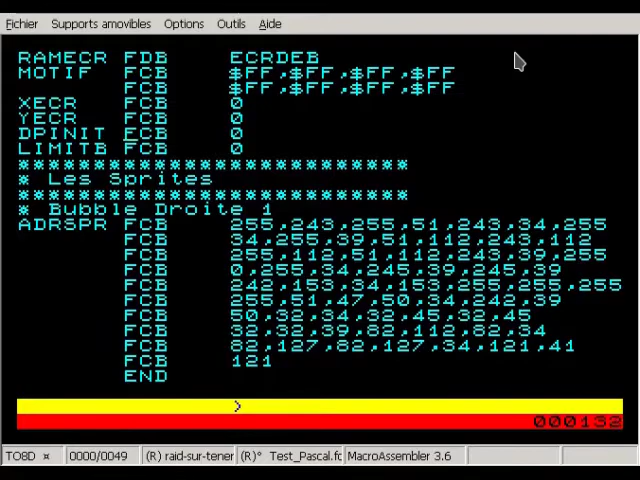 Fichier Supports amovibles Options Outils Aide
RAMECR FDB ECRDEB
MOTIF FCB $FF,$FF,$FF,$FF
FCB $FF,$FF,$FF,$FF
XECR FCB 0
YECR FCB 0
DPINIT FCB 0
LIMITB FCB 0
**************************
* Les Sprites
**************************
* Bubble Droite 1
ADRSPR FCB 255,243,255,51,243,34,255
FCB 34,255,39,51,112,243,112
FCB 255,112,51,112,243,39,255
FCB 0,255,34,245,39,245,39
FCB 242,153,34,153,255,255,255
FCB 255,51,47,50,34,242,39
FCB 50,32,34,32,45,32,45
FCB 32,32,39,82,112,82,34
FCB 82,127,82,127,34,121,41
FCB 121
END
>
000132
TO8D ¤ 0000/0049 (R) raid-sur-tener (R)° Test_Pascal.fc MacroAssembler 3.6